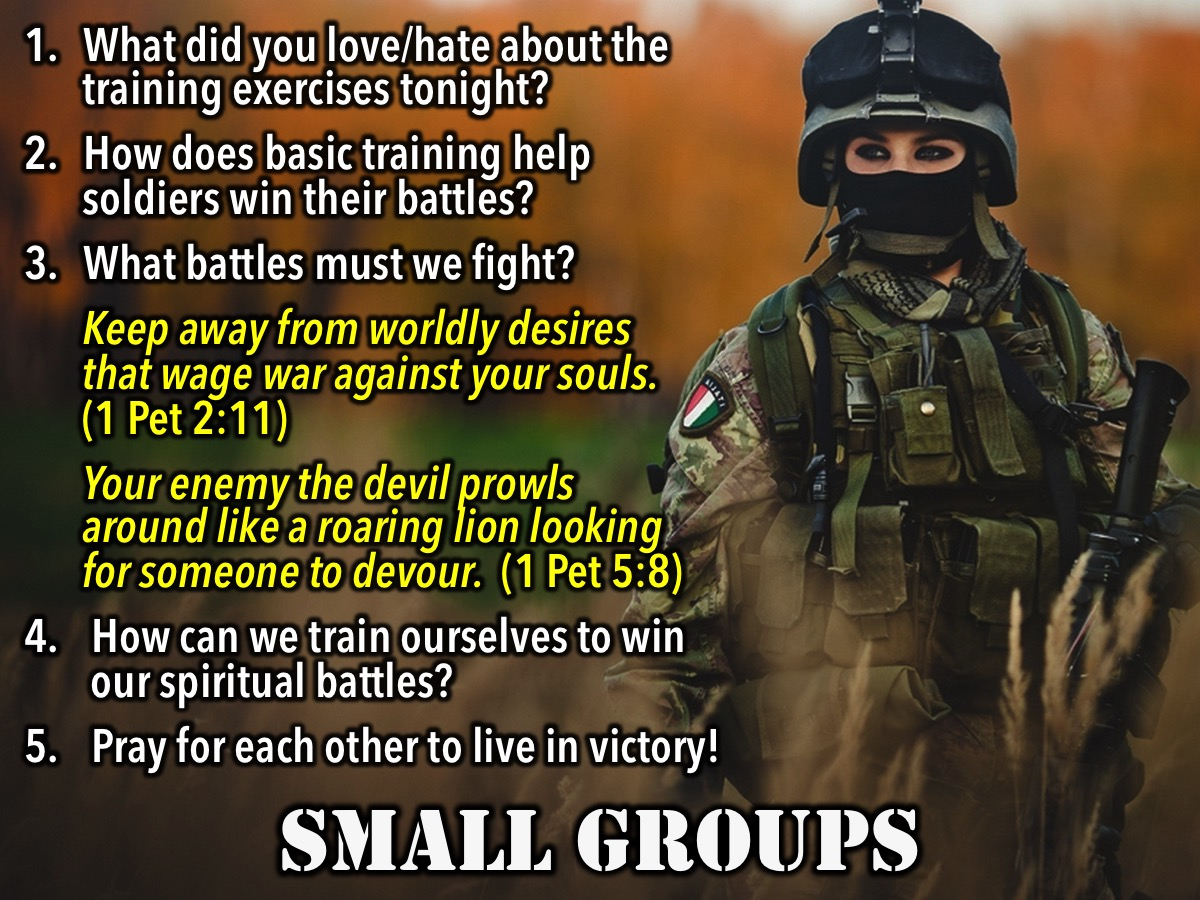 1. What did you love/hate about the
training exercises tonight?
2. How does basic training help
soldiers win their battles?
3. What battles must we fight?
Keep away from worldly desires
that wage war against your souls.
(1 Pet 2:11)
Your enemy the devil prowls
around like a roaring lion looking
for someone to devour. (1 Pet 5:8)
4. How can we train ourselves to win
our spiritual battles?
5. Pray for each other to live in victory!
SMALL GROUPS